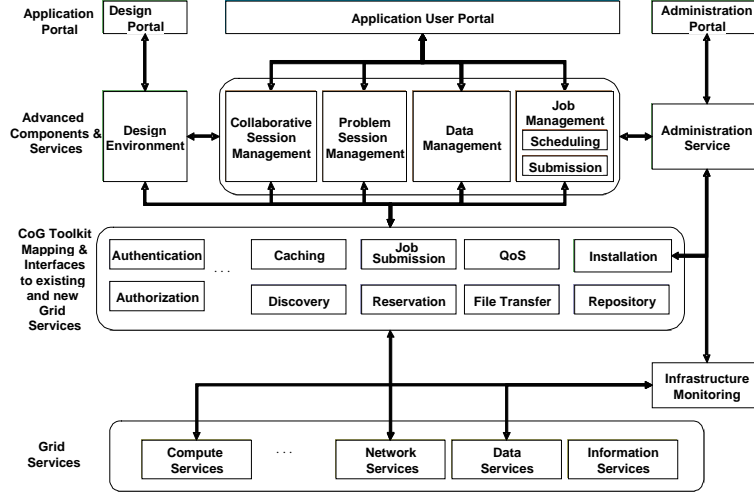 Application
Portal
Design
Portal
Application User Portal
Administration
Portal
Advanced
Components &
Services
Design
Environment
Collaborative
Session
Management
Problem
Session
Management
Data
Management
Job
Management
Scheduling
Submission
Administration
Service
CoG Toolkit
Mapping &
Interfaces
to existing
and new
Grid
Services
Authentication
. . .
Caching
Job
Submission
QoS
Installation
Authorization
Discovery
Reservation
File Transfer
Repository
Infrastructure
Monitoring
Grid
Services
Compute
Services
. . .
Network
Services
Data
Services
Information
Services